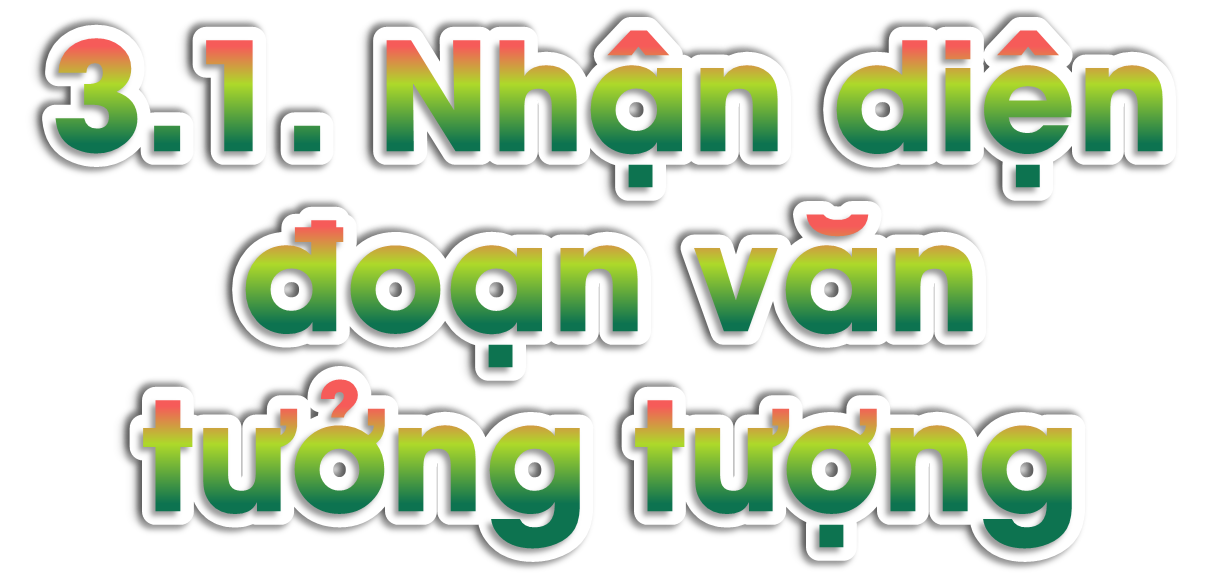 3.1. Nhận diện
đoạn văn
tưởng tượng